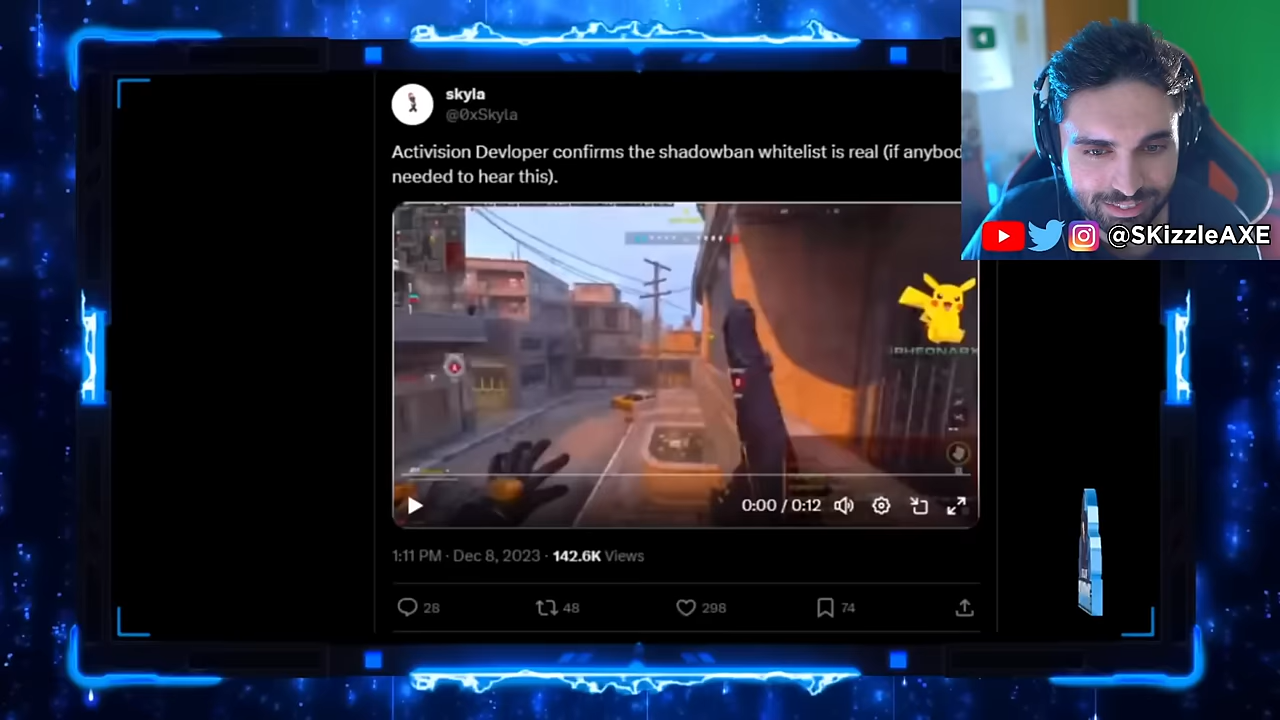 skyla
@0xSkyla
Activision Devloper confirms the shadowban whitelist is real (if anybod
needed to hear this).
@SKizzleAXE
0:00 / 0:12
1:11 PM · Dec 8, 2023 · 142.6K Views
28
48
298
74